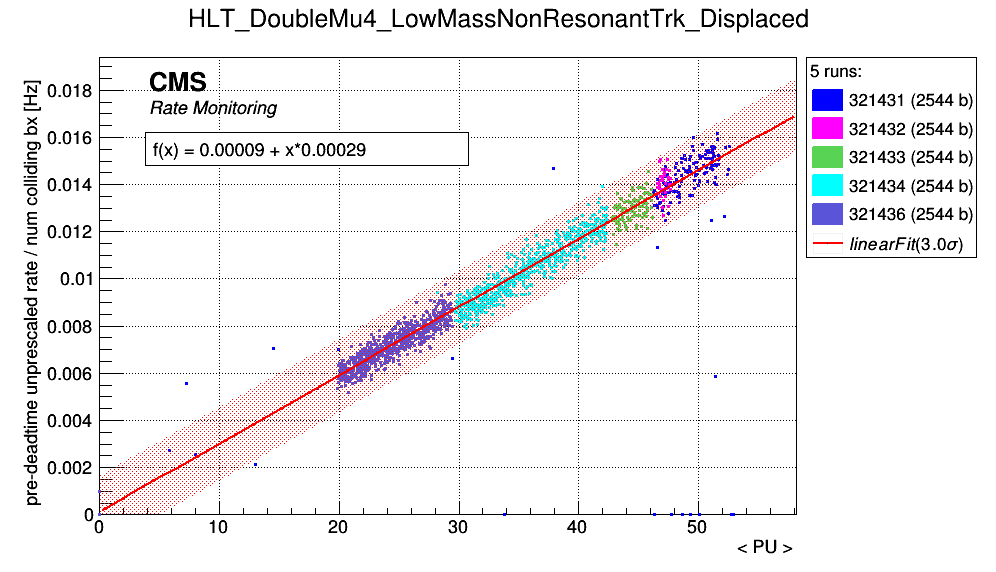 HLT_DoubleMu4_LowMassNonResonantTrk_Displaced
pre-deadtime unprescaled rate / num colliding bx [Hz]
CMS
Rate Monitoring
f(x) = 0.00009 + x*0.00029
0.018
0.016
0.014
0.012
0.01
0.008
0.006
0.004
0.002
0
0 10 20 30 40 50
< PU >
5 runs:
321431 (2544 b)
321432 (2544 b)
321433 (2544 b)
321434 (2544 b)
321436 (2544 b)
linearFit(3.0σ)